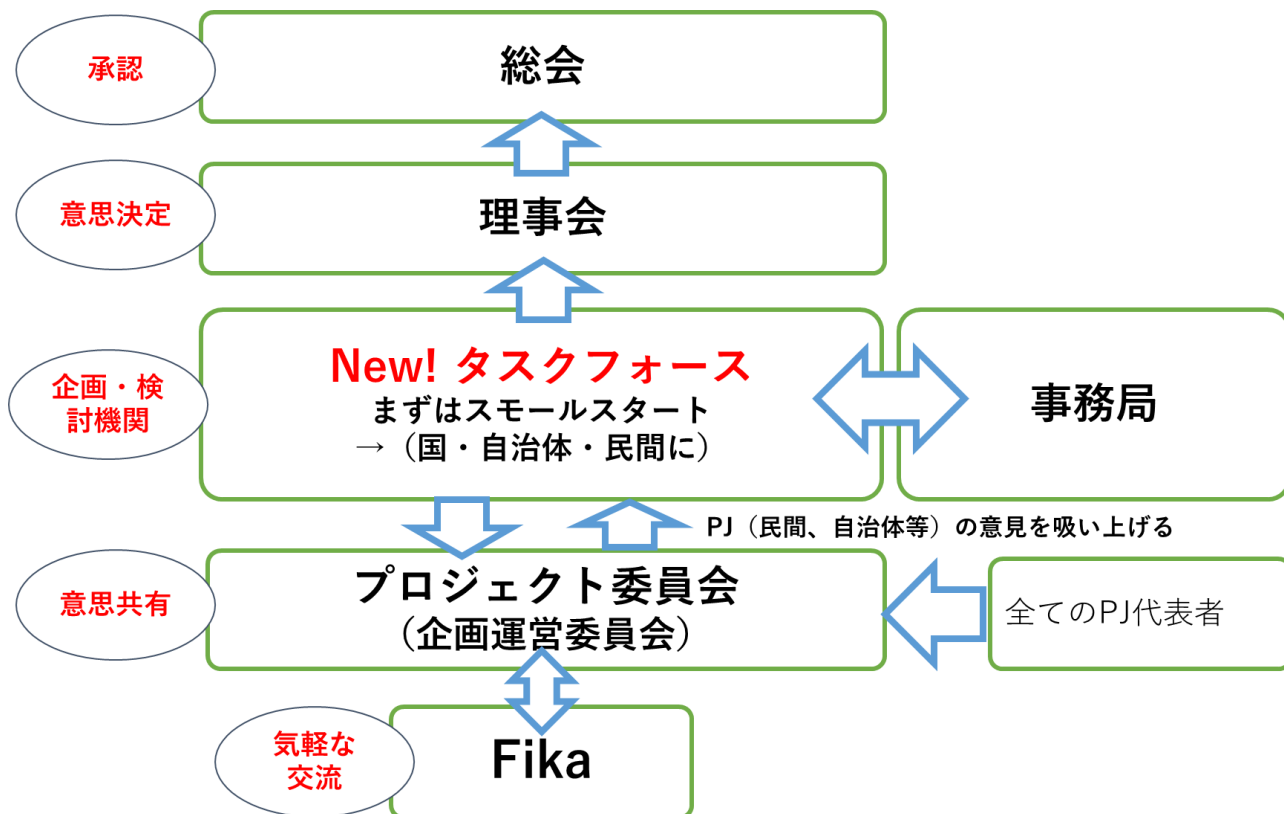 承認
総会
意思決定
理事会
企画・検
討機関
New! タスクフォース
まずはスモールスタート
→（国・自治体・民間に）
事務局
PJ（民間、自治体等）の意見を吸い上げる
意思共有
プロジェクト委員会
（企画運営委員会）
全てのPJ代表者
気軽な
交流
Fika